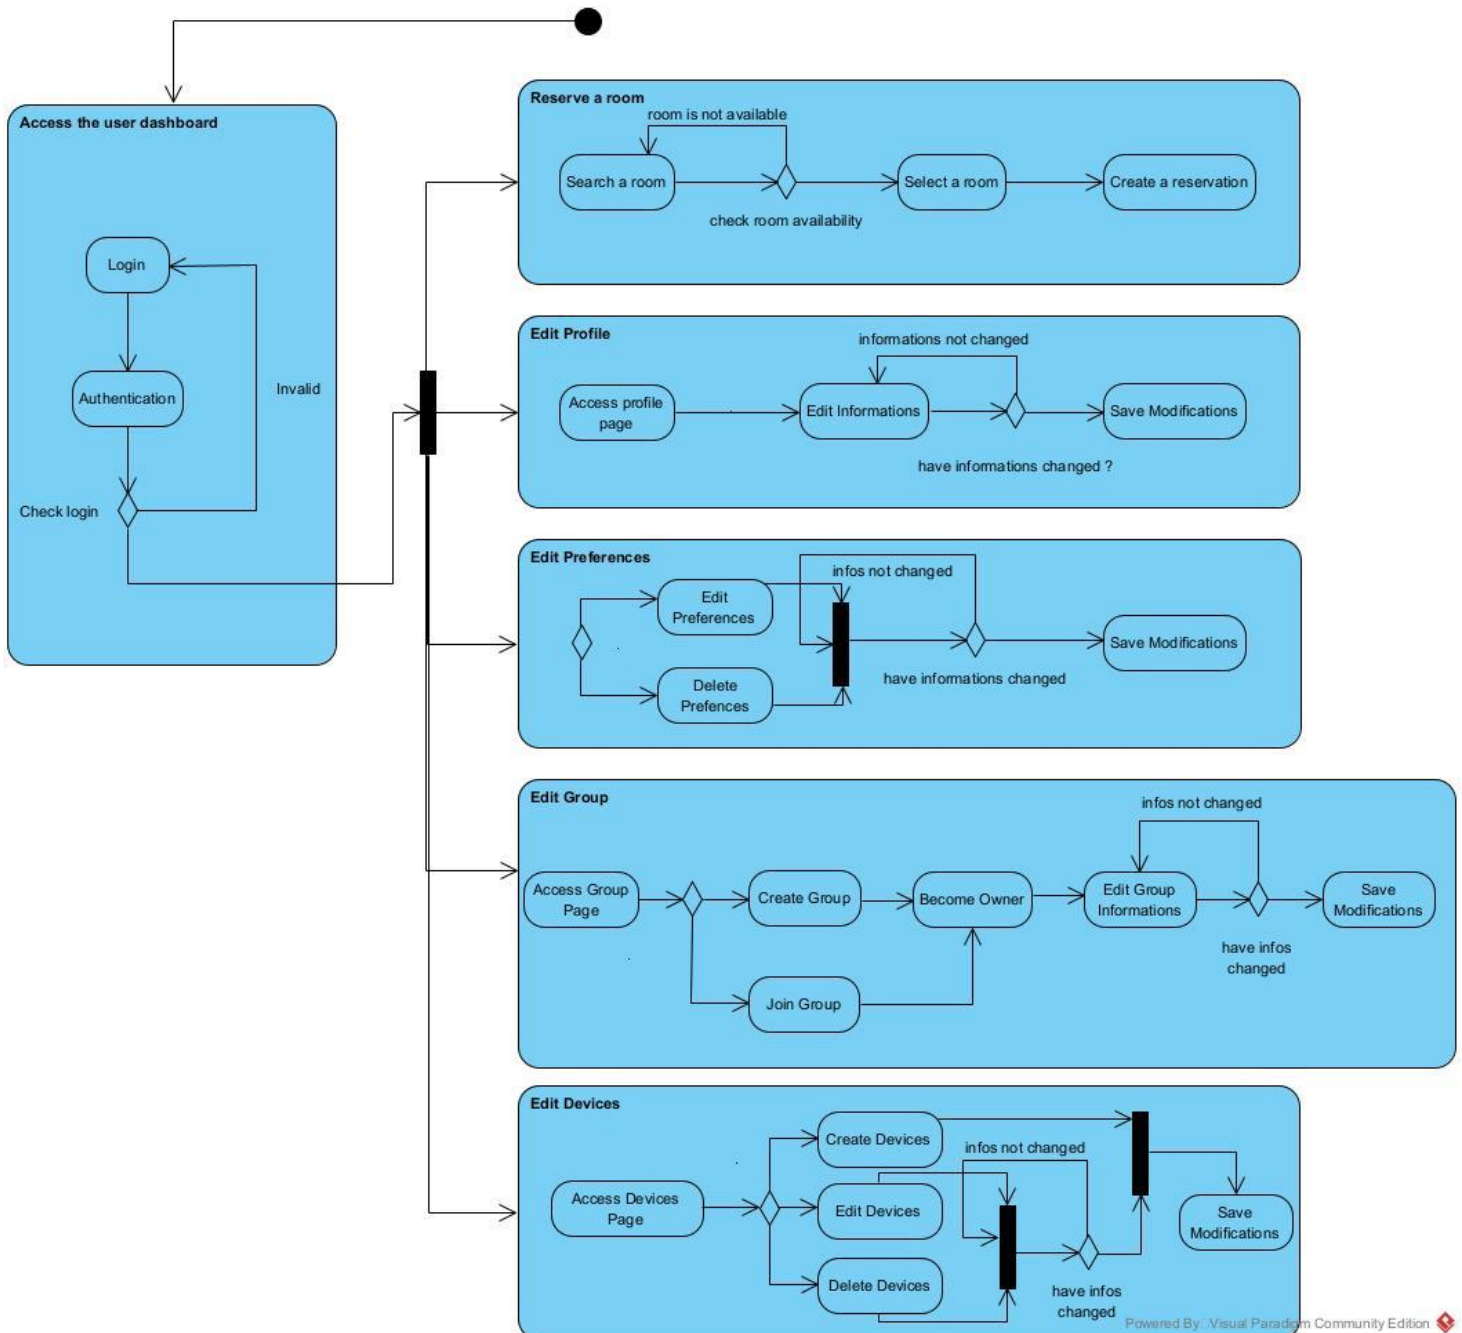 Access the user dashboard
Login
Authentication
Invalid
Check login
Reserve a room
room is not available
Search a room
Select a room
Create a reservation
check room availability
Edit Profile
informations not changed
Access profile
page
Edit Informations
Save Modifications
have informations changed ?
Edit Preferences
infos not changed
Edit
Preferences
Delete
Prefences
have informations changed
Save Modifications
Edit Group
infos not changed
Access Group
Page
Create Group
Become Owner
Edit Group
Informations
Save
Modifications
have infos
changed
Join Group
Edit Devices
Create Devices
infos not changed
Access Devices
Page
Edit Devices
Save
Modifications
Delete Devices
have infos
changed
Powered By Visual Paradigm Community Edition